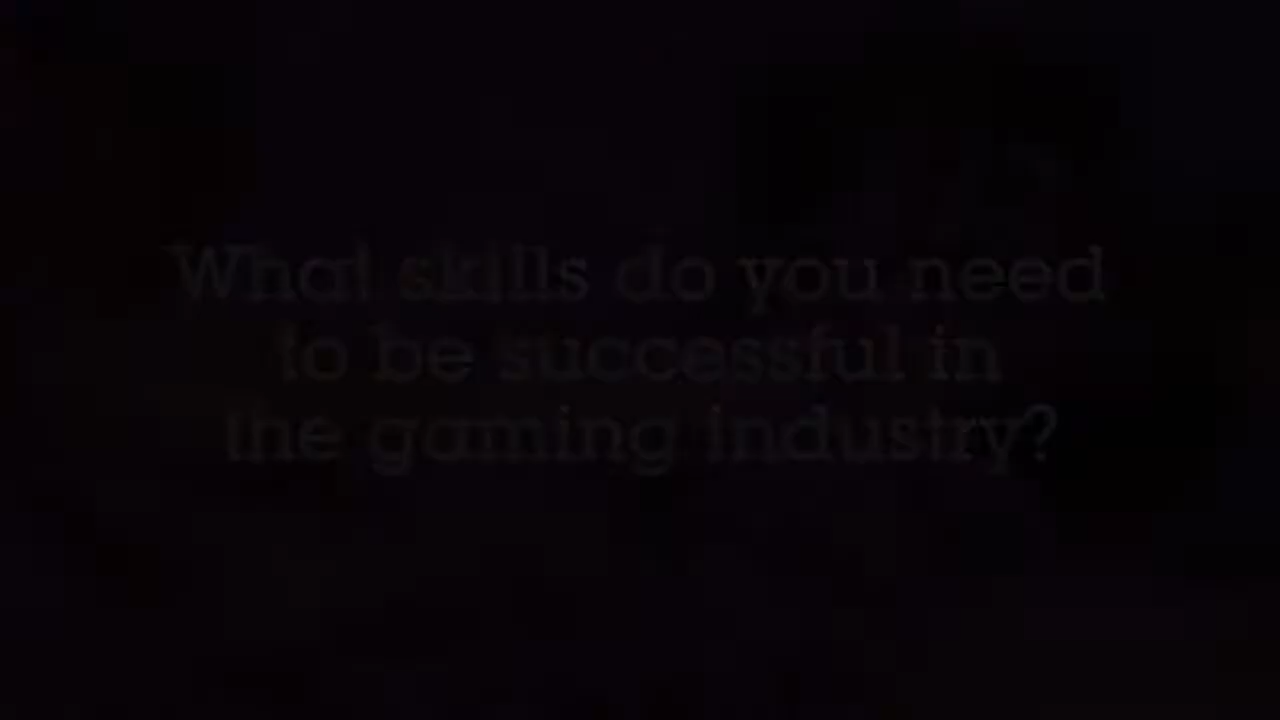 What skills do you need
to be successful in
the gaming industry?